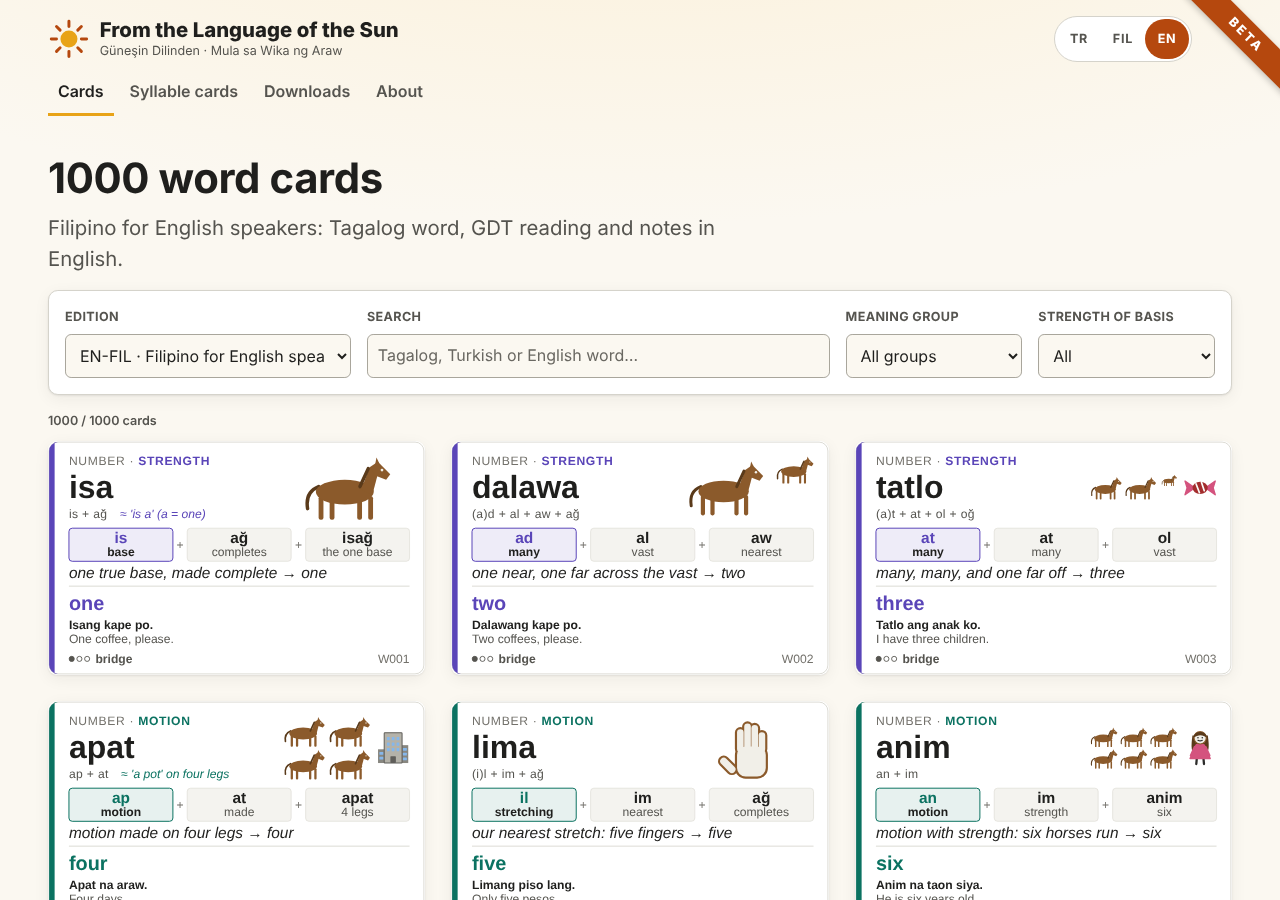 From the Language of the Sun
Güneşin Dilinden · Mula sa Wika ng Araw
TR FIL EN
BETA
Cards Syllable cards Downloads About
1000 word cards
Filipino for English speakers: Tagalog word, GDT reading and notes in
English.
EDITION SEARCH MEANING GROUP STRENGTH OF BASIS
EN-FIL · Filipino for English spea Tagalog, Turkish or English word... All groups All
1000 / 1000 cards
NUMBER · STRENGTH
isa
is + ağ ≈ 'is a' (a = one)
is + ağ + isağ
base completes the one base
one true base, made complete → one
one
Isang kape po.
One coffee, please.
●○○ bridge W001
NUMBER · STRENGTH
dalawa
(a)d + al + aw + ağ
ad + al + aw
many vast nearest
one near, one far across the vast → two
two
Dalawang kape po.
Two coffees, please.
●○○ bridge W002
NUMBER · STRENGTH
tatlo
(a)t + at + ol + oğ
at + at + ol
many many vast
many, many, and one far off → three
three
Tatlo ang anak ko.
I have three children.
●○○ bridge W003
NUMBER · MOTION
apat
ap + at ≈ 'a pot' on four legs
ap + at + apat
motion made 4 legs
motion made on four legs → four
four
Apat na araw.
Four days.
NUMBER · MOTION
lima
(i)l + im + ağ
il + im + ağ
stretching nearest completes
our nearest stretch: five fingers → five
five
Limang piso lang.
Only five pesos.
NUMBER · MOTION
anim
an + im
an + im + anim
motion strength six
motion with strength: six horses run → six
six
Anim na taon siya.
He is six years old.